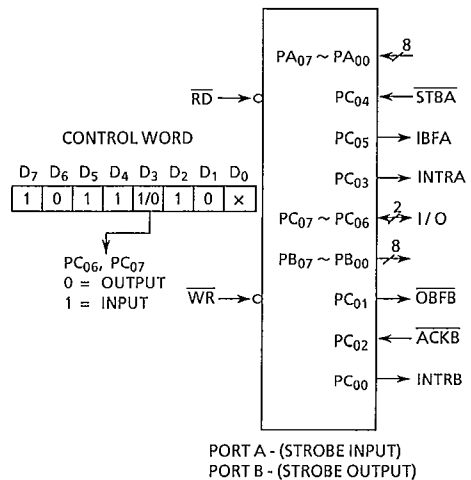 PA07 ~ PA00 8
RD
PC04 STBA
CONTROL WORD
PC05 IBFA
D7 D6 D5 D4 D3 D2 D1 D0
1 0 1 1 1/0 1 0 ×
PC03 INTRA
PC07 ~ PC06 2 I/O
PC06, PC07
0 = OUTPUT
1 = INPUT
PB07 ~ PB00 8
WR
PC01 OBFB
PC02 ACKB
PC00 INTRB
PORT A - (STROBE INPUT)
PORT B - (STROBE OUTPUT)